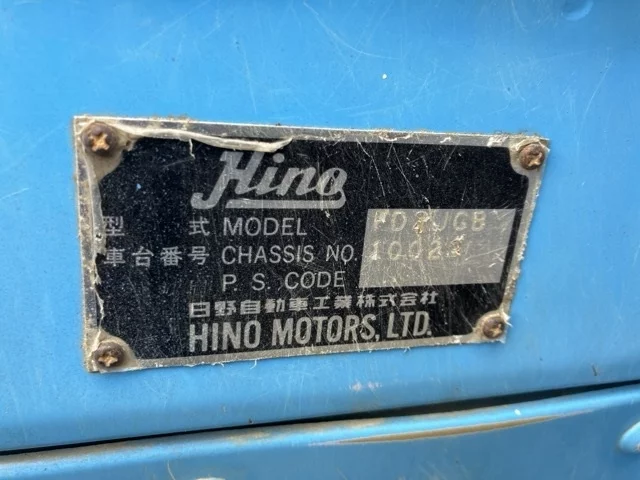 Hino
型 式 MODEL
車台番号 CHASSIS NO.
P. S. CODE
日野自動車工業株式会社
HINO MOTORS, LTD.